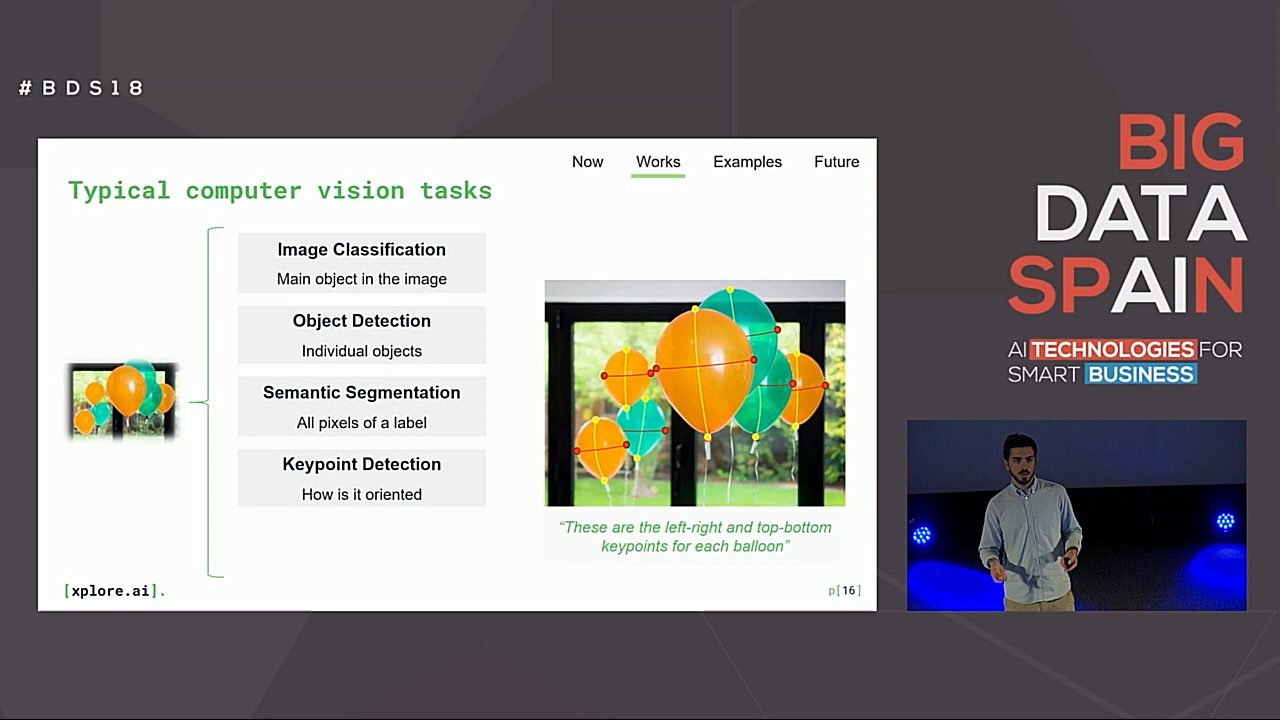 #BDS18
Now Works Examples Future
Typical computer vision tasks
Image Classification
Main object in the image
Object Detection
Individual objects
Semantic Segmentation
All pixels of a label
Keypoint Detection
How is it oriented
“These are the left-right and top-bottom
keypoints for each balloon”
[xplore.ai].
p[16]
BIG
DATA
SPAIN
AI TECHNOLOGIES FOR
SMART BUSINESS